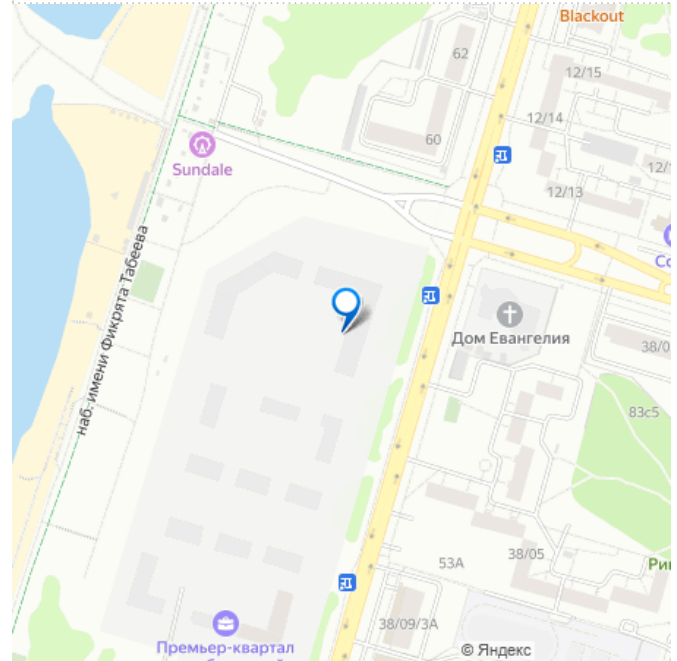 Blackout
62
12/15
12/14
60
Sundale
12/13
наб. имени Фикрята Табеева
Дом Евангелия
38/0
83с5
53А
38/05
38/09/3А
Премьер-квартал
© Яндекс